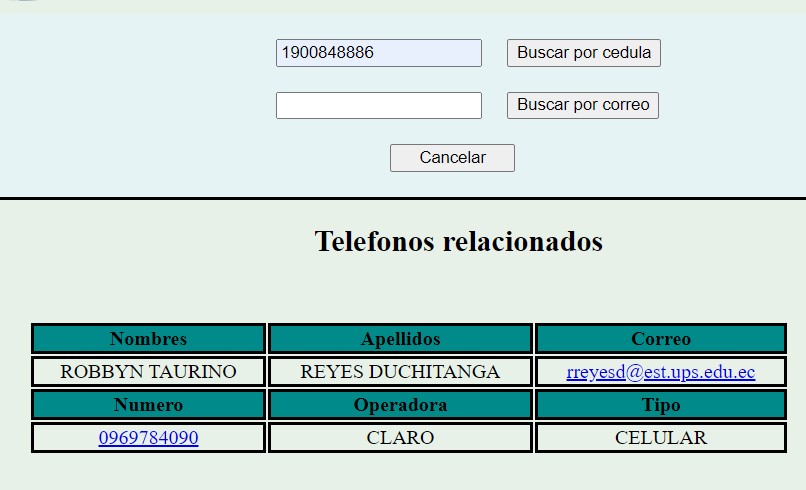 1900848886 Buscar por cedula
Buscar por correo
Cancelar
Telefonos relacionados
Nombres Apellidos Correo
ROBBYN TAURINO REYES DUCHITANGA rreyesd@est.ups.edu.ec
Numero Operadora Tipo
0969784090 CLARO CELULAR